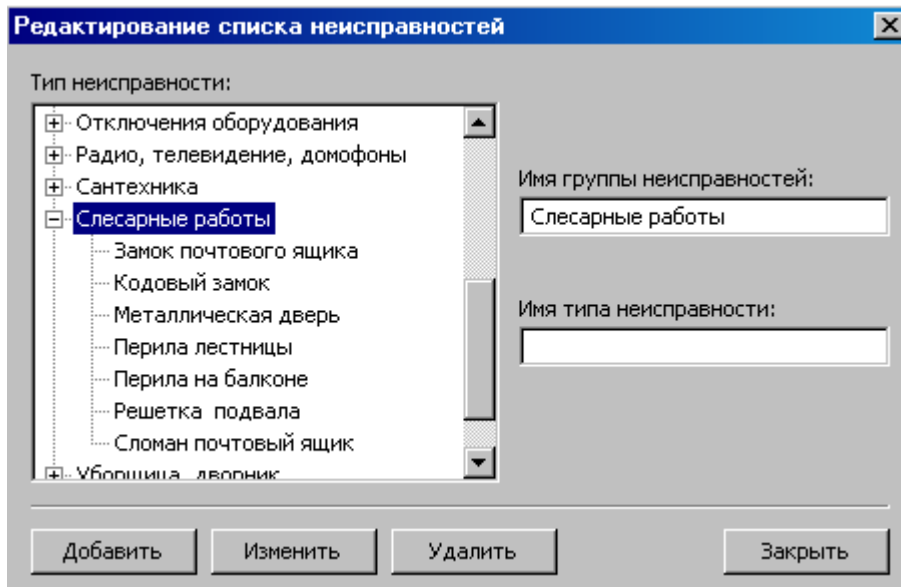 Редактирование списка неисправностей
Тип неисправности:
Отключения оборудования
Радио, телевидение, домофоны
Сантехника
Слесарные работы
Замок почтового ящика
Кодовый замок
Металлическая дверь
Перила лестницы
Перила на балконе
Решетка подвала
Сломан почтовый ящик
Уборщица, дворник
Имя группы неисправностей:
Слесарные работы
Имя типа неисправности:
Добавить Изменить Удалить Закрыть